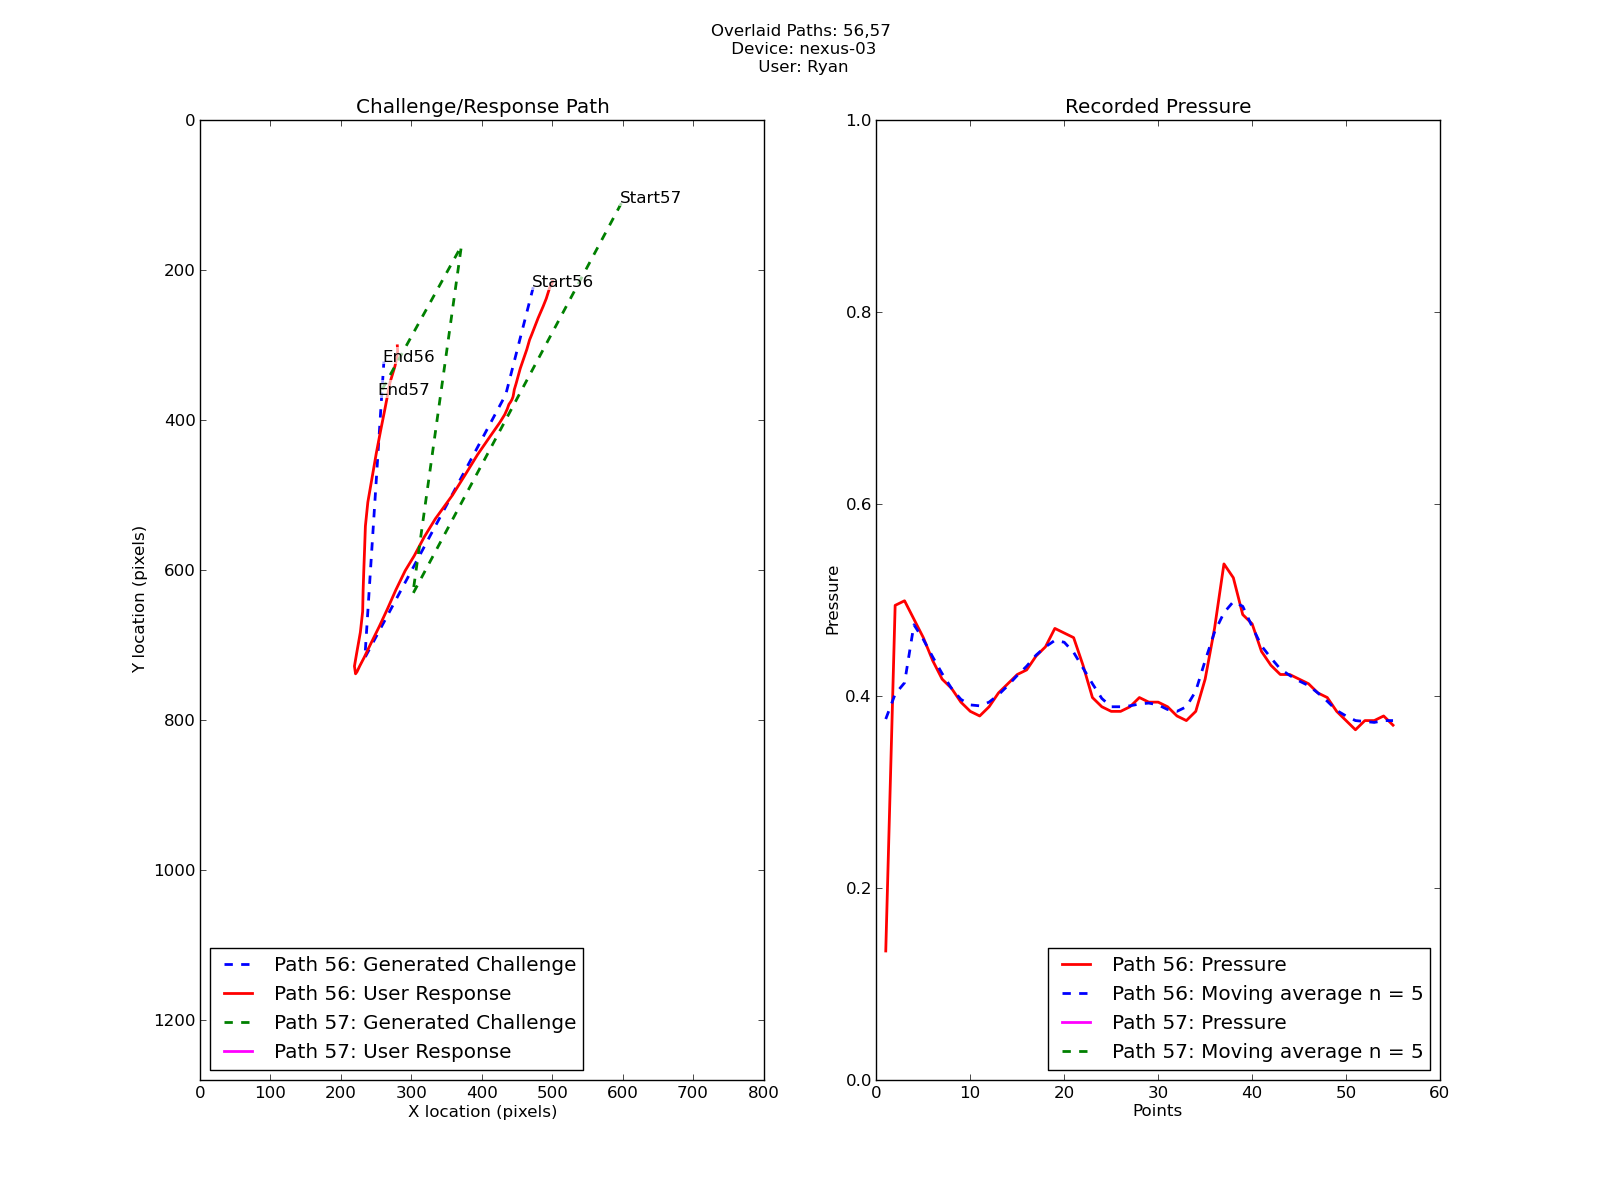 Overlaid Paths: 56,57
Device: nexus-03
User: Ryan
Challenge/Response Path
0
200
400
600
800
1000
1200
Y location (pixels)
Start57
Start56
End56
End57
Path 56: Generated Challenge
Path 56: User Response
Path 57: Generated Challenge
Path 57: User Response
0 100 200 300 400 500 600 700 800
X location (pixels)
Recorded Pressure
1.0
0.8
0.6
0.4
0.2
0.0
Pressure
Path 56: Pressure
Path 56: Moving average n = 5
Path 57: Pressure
Path 57: Moving average n = 5
0 10 20 30 40 50 60
Points